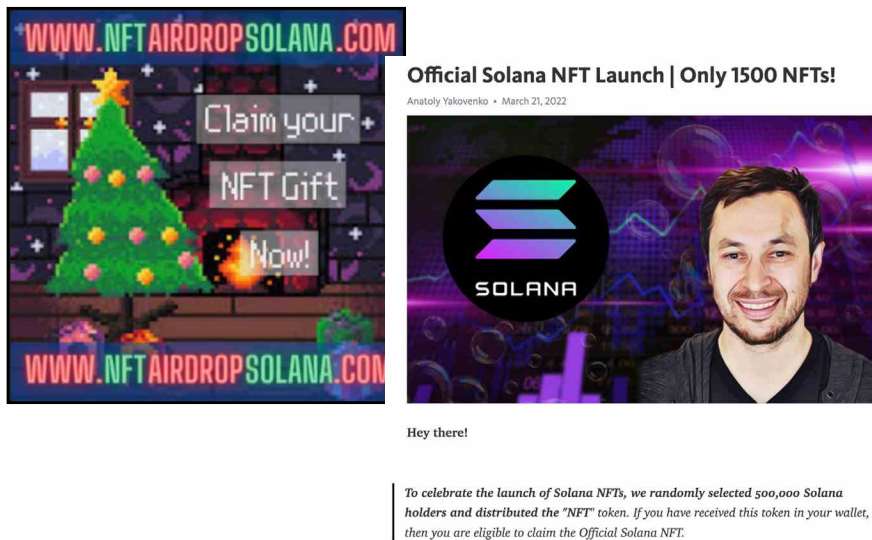 WWW.NFTAIRDROPSOLANA.COM
Claim your
NFT Gift
Now!
WWW.NFTAIRDROPSOLANA.COM
Official Solana NFT Launch | Only 1500 NFTs!
Anatoly Yakovenko • March 21, 2022
SOLANA
Hey there!
To celebrate the launch of Solana NFTs, we randomly selected 500,000 Solana
holders and distributed the "NFT" token. If you have received this token in your wallet,
then you are eligible to claim the Official Solana NFT.